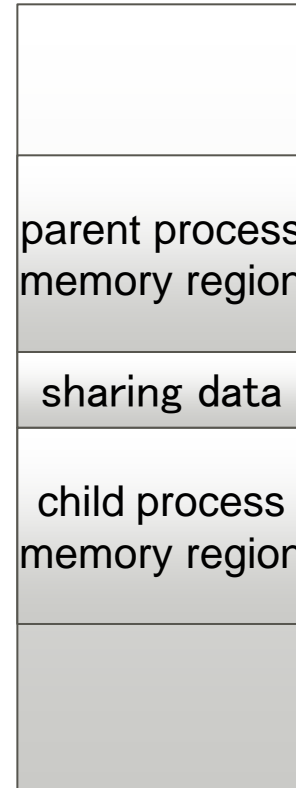 parent process
memory region
sharing data
child process
memory region